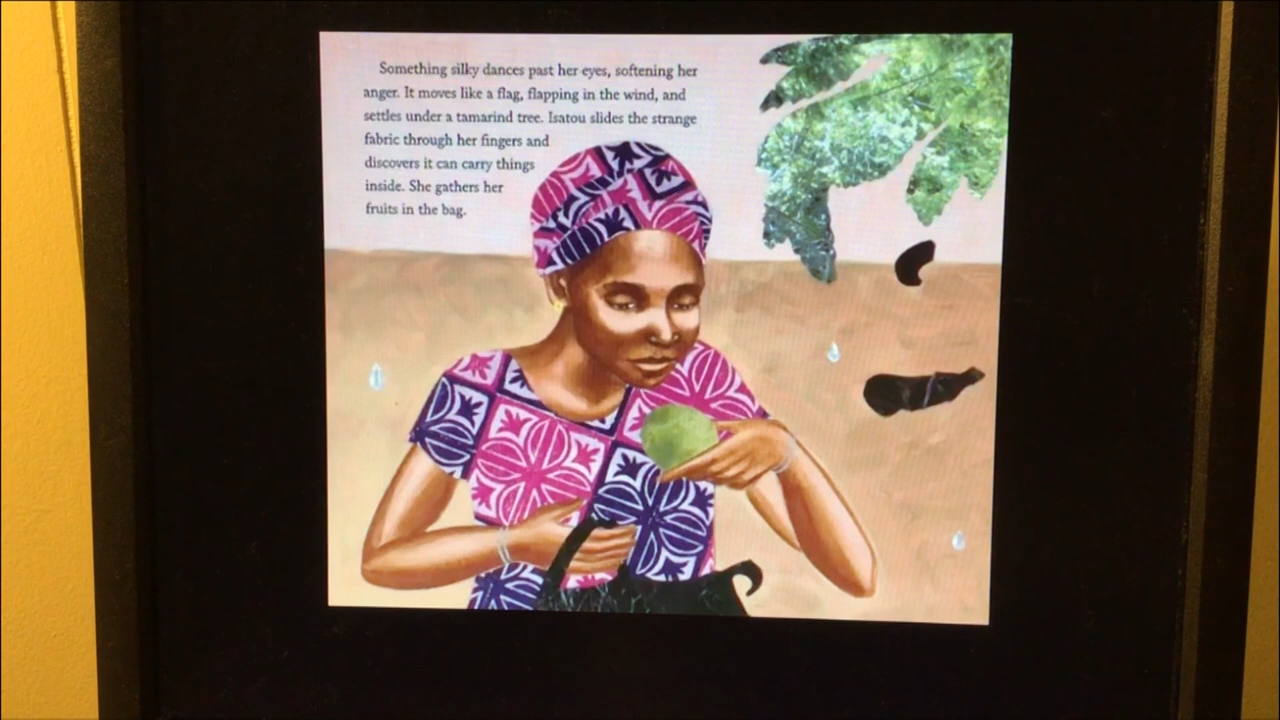 Something silky dances past her eyes, softening her
anger. It moves like a flag, flapping in the wind, and
settles under a tamarind tree. Isatou slides the strange
fabric through her fingers and
discovers it can carry things
inside. She gathers her
fruits in the bag.